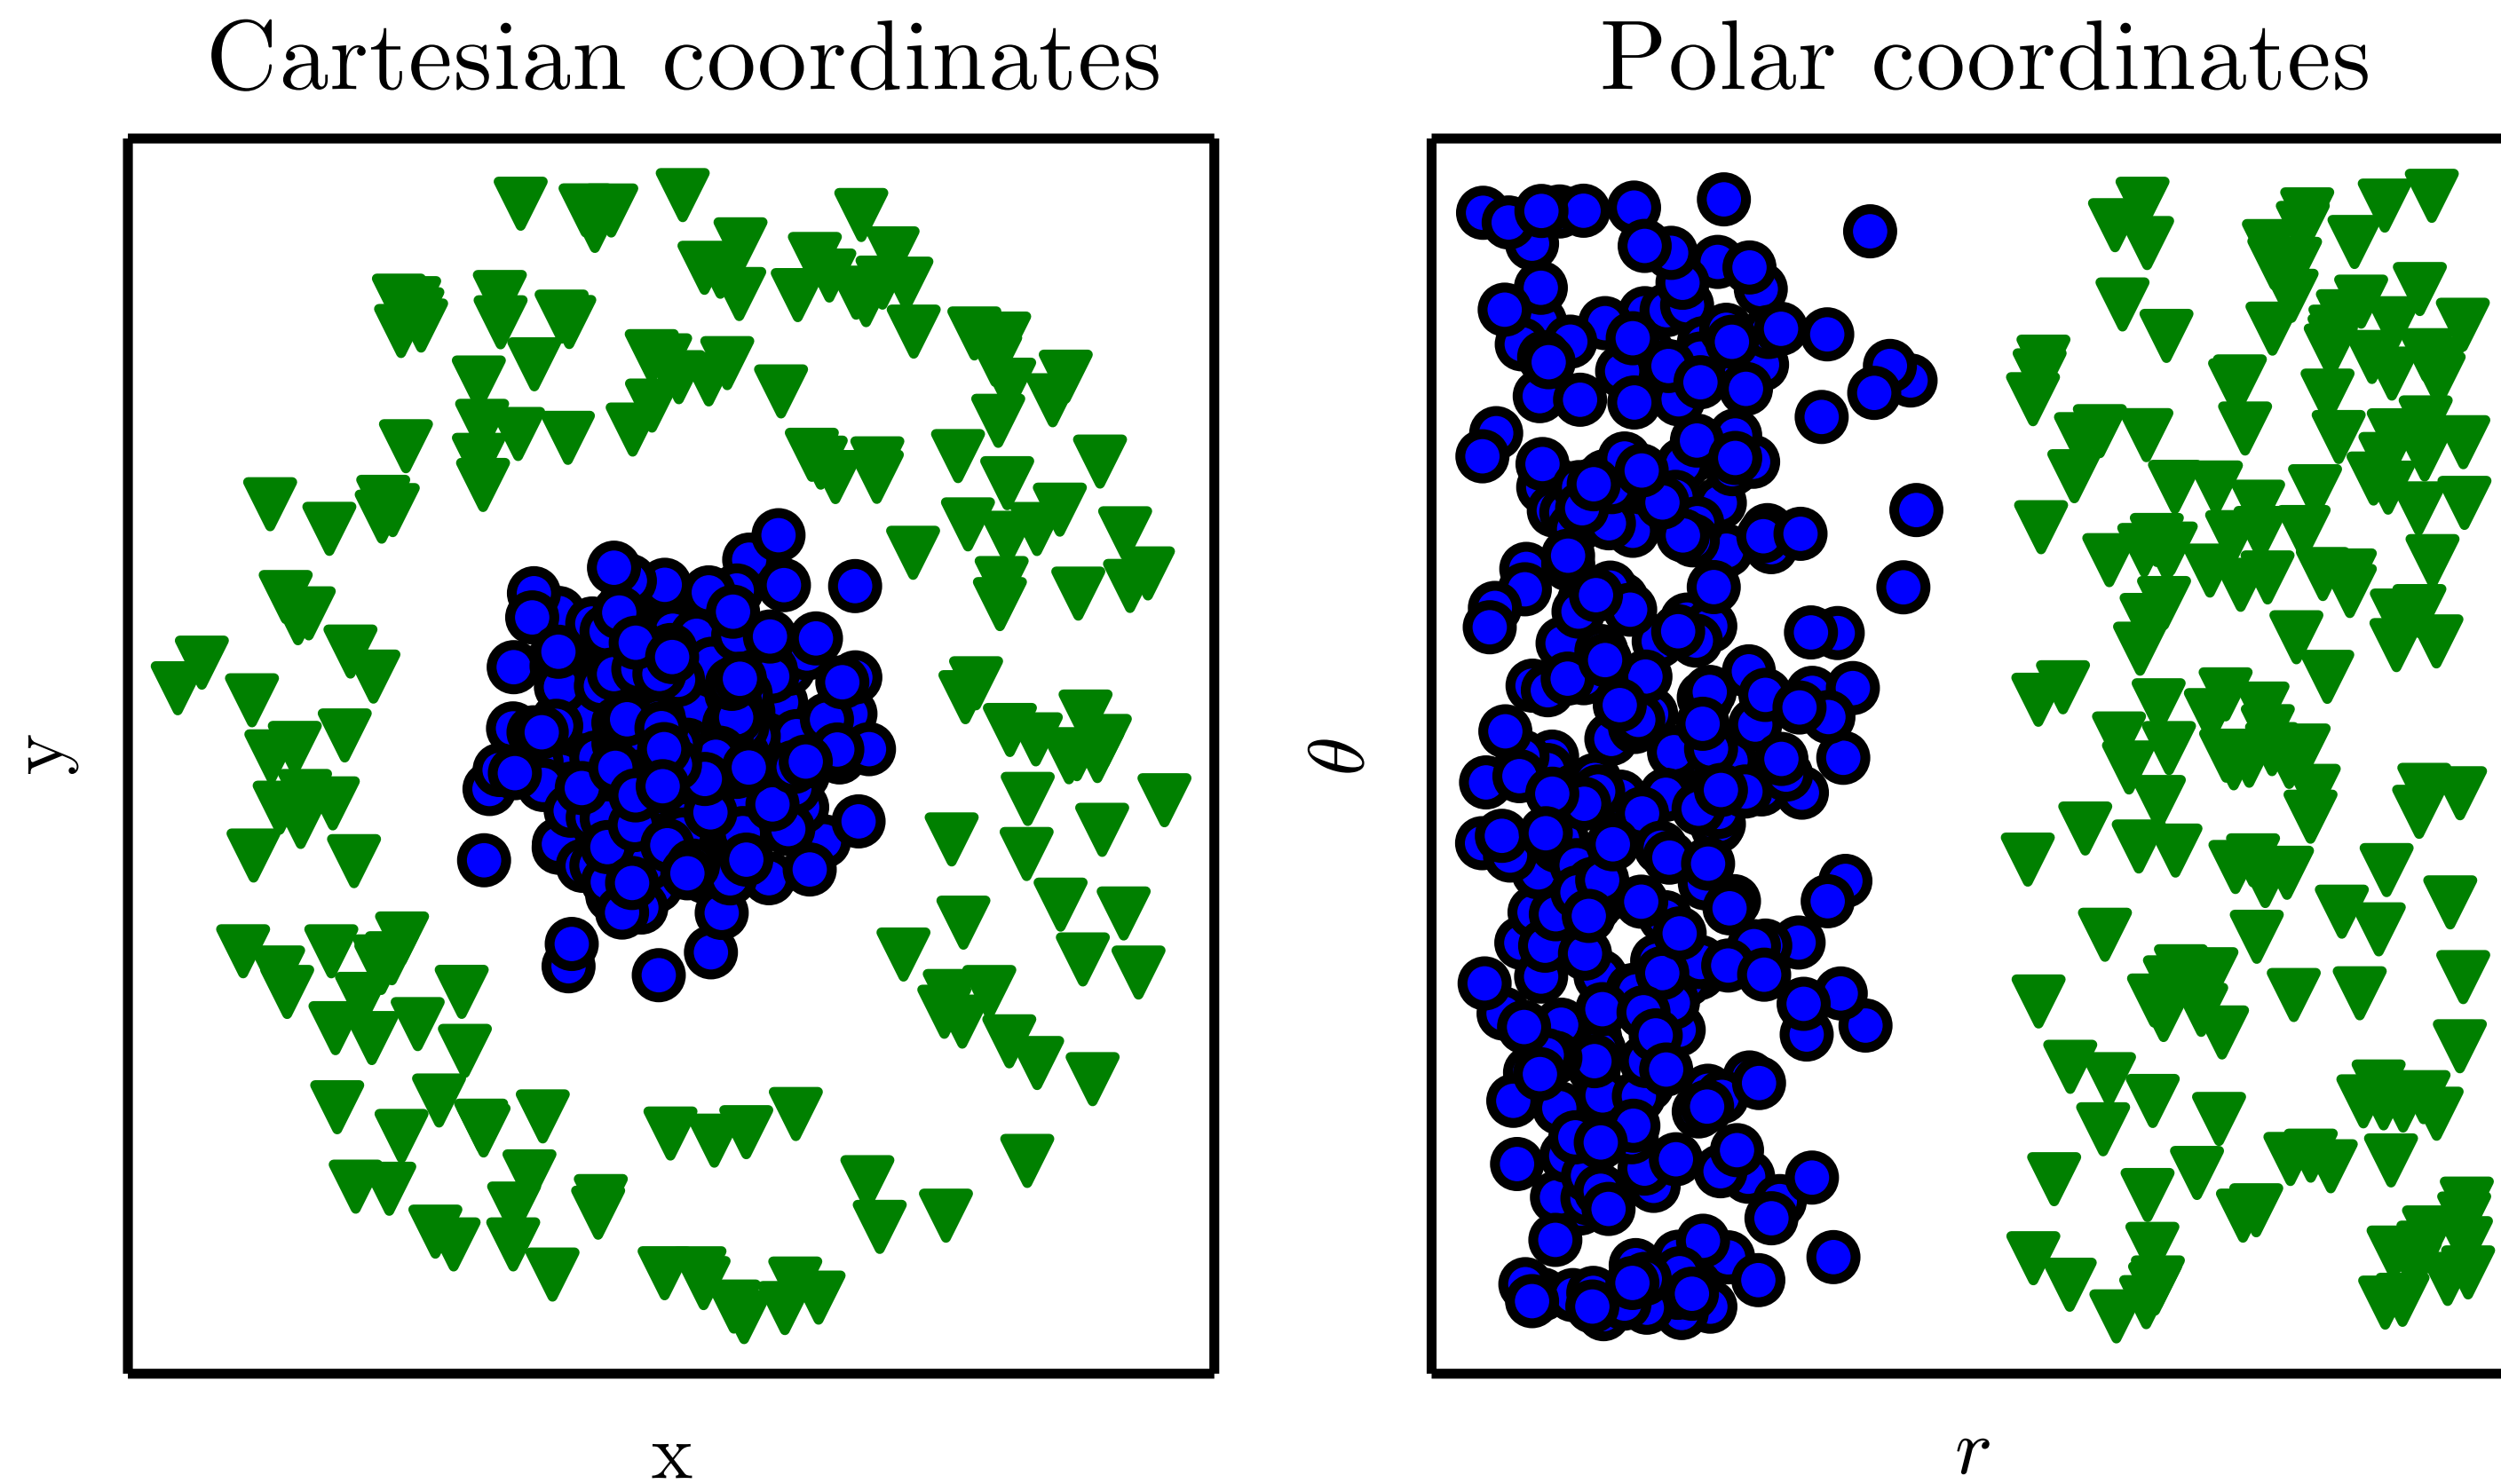 Cartesian coordinates
Polar coordinates
y
θ
x
r